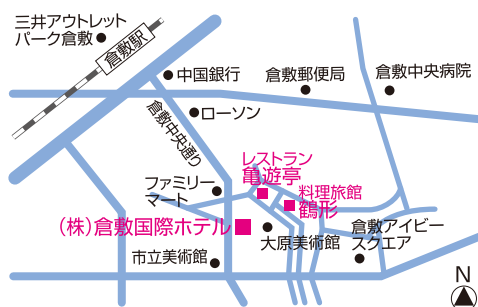 三井アウトレット
パーク倉敷
倉敷駅
中国銀行
倉敷郵便局
倉敷中央病院
ローソン
倉敷中央通り
レストラン
亀遊亭
料理旅館
鶴形
ファミリー
マート
(株)倉敷国際ホテル
大原美術館
倉敷アイビー
スクエア
市立美術館
N